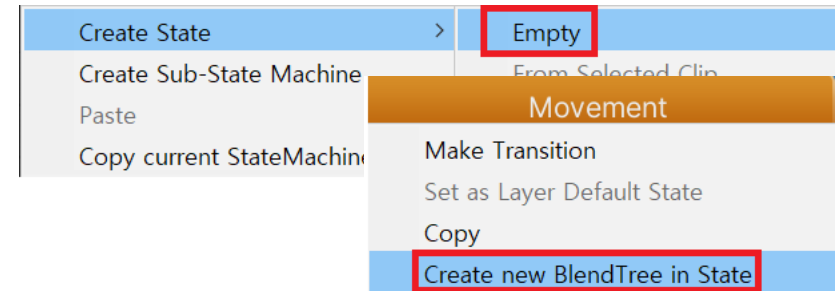 Create State > Empty
Create Sub-State Machine From Selected Clip
Paste
Copy current StateMachine
Movement
Make Transition
Set as Layer Default State
Copy
Create new BlendTree in State